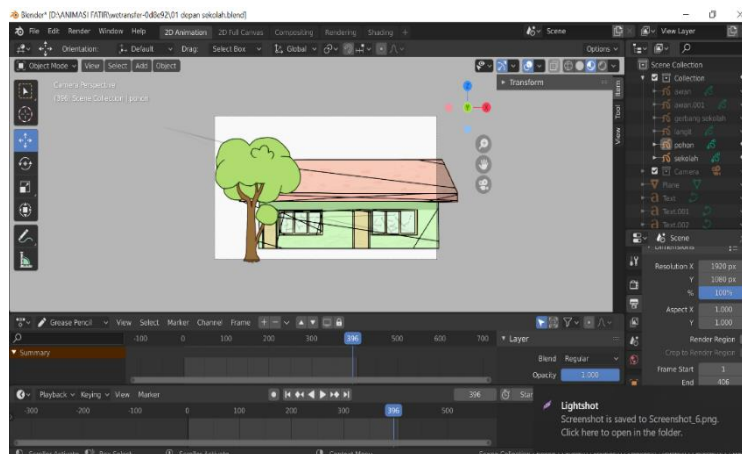 Blender* [D:\ANIMASI FATIR\wetransfer-0d8c92\01 depan sekolah.blend]
File Edit Render Window Help 2D Animation 2D Full Canvas Compositing Rendering Shading + Scene View Layer
Orientation: Default Drag: Select Box Global Options
Object Mode View Select Add Object
Camera Perspective
(396) Scene Collection | pohon
Transform
Item
Tool
View
Scene Collection
Collection
awan
awan.001
gerbang sekolah
langit
pohon
sekolah
Camera
Plane
Text
Text.001
Text.002
Scene
Dimensions
Resolution X 1920 px
Y 1080 px
% 100%
Aspect X 1.000
Y 1.000
Render Region
Crop to Render Region
Frame Start 1
End 406
Grease Pencil View Select Marker Channel Frame
-100 0 100 200 300 396 500 600 700
Summary
Layer
Blend Regular
Opacity 1.000
Playback Keying View Marker 396 Star
-300 -200 0 100 200 300 396 500
Lightshot
Screenshot is saved to Screenshot_6.png.
Click here to open in the folder.